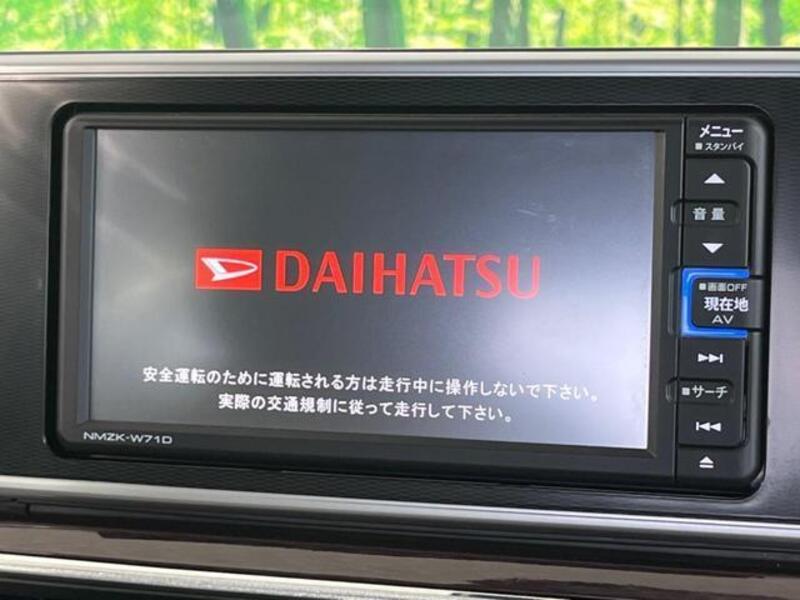 DAIHATSU
安全運転のために運転される方は走行中に操作しないで下さい。
実際の交通規制に従って走行して下さい。
NMZK-W71D
メニュー
■ スタンバイ
音量
■画面OFF
現在地
AV
■サーチ